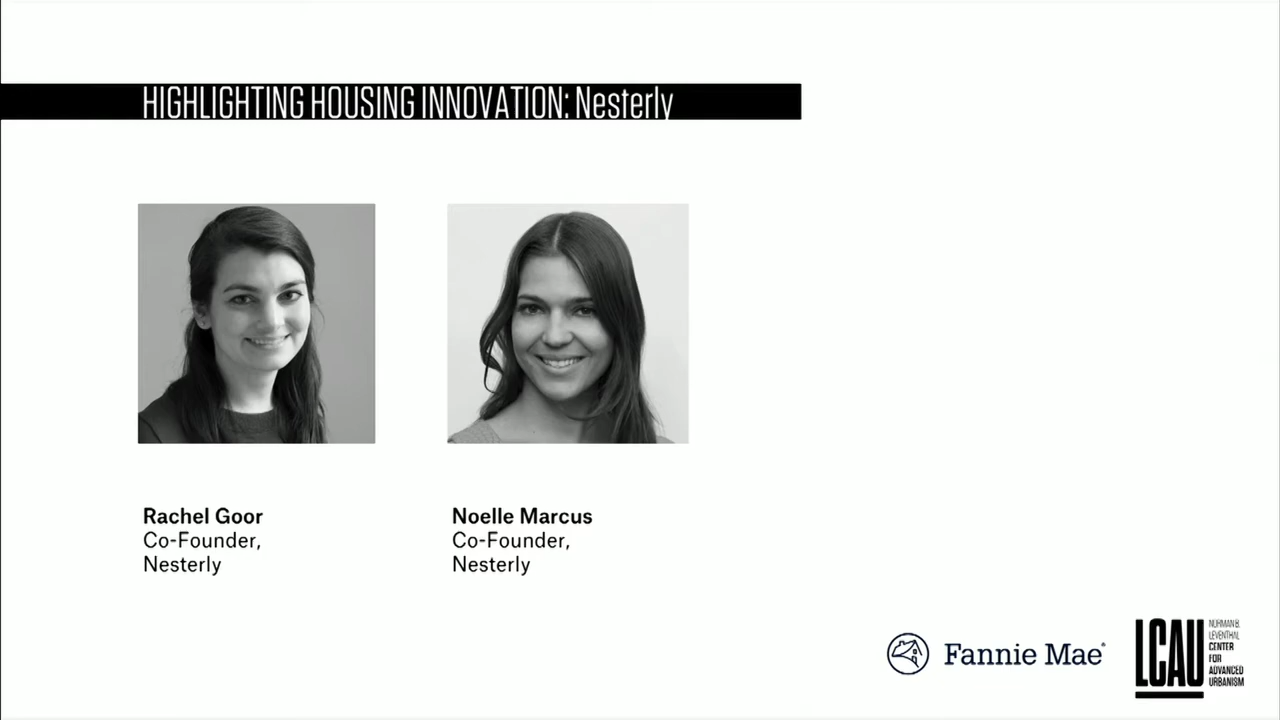 HIGHLIGHTING HOUSING INNOVATION: Nesterly
Rachel Goor
Co-Founder,
Nesterly
Noelle Marcus
Co-Founder,
Nesterly
Fannie Mae®
LCAU
NORMAN B.
LEVENTHAL
CENTER
FOR
ADVANCED
URBANISM